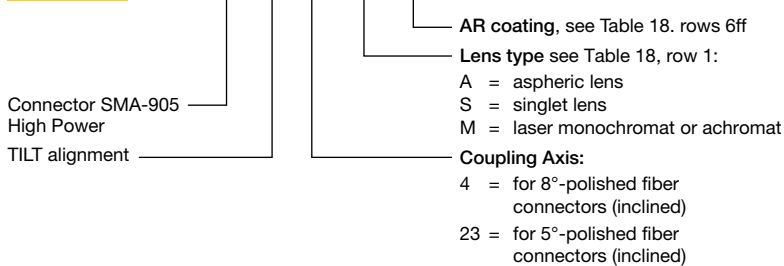 AR coating, see Table 18. rows 6ff
Lens type see Table 18, row 1:
A = aspheric lens
S = singlet lens
M = laser monochromat or achromat
Connector SMA-905
High Power
TILT alignment
Coupling Axis:
4 = for 8°-polished fiber
connectors (inclined)
23 = for 5°-polished fiber
connectors (inclined)